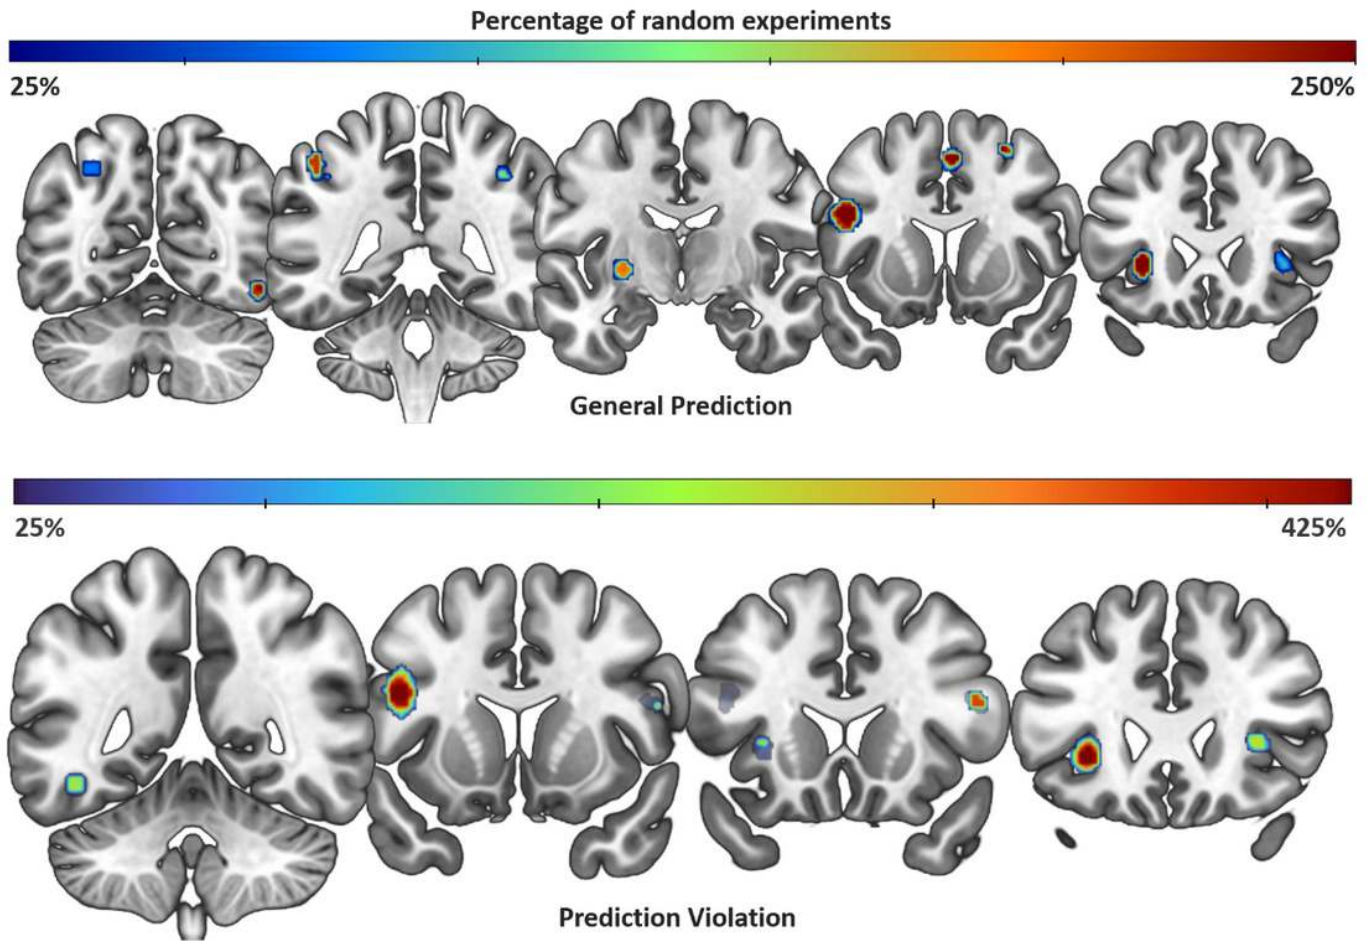 Percentage of random experiments
25%
250%
General Prediction
25%
425%
Prediction Violation